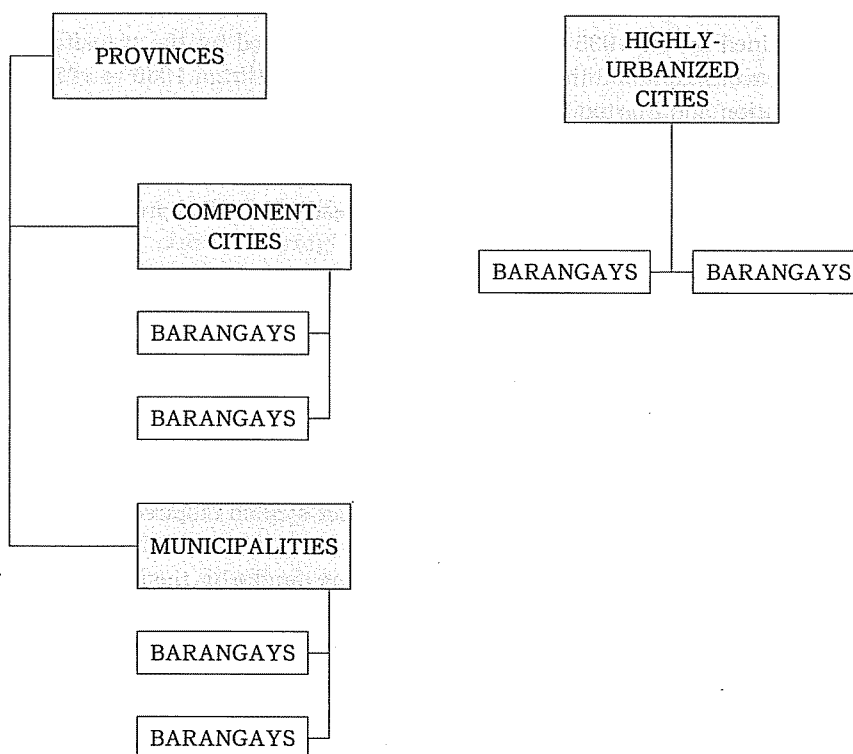 PROVINCES
COMPONENT
CITIES
BARANGAYS
BARANGAYS
MUNICIPALITIES
BARANGAYS
BARANGAYS
HIGHLY-
URBANIZED
CITIES
BARANGAYS
BARANGAYS